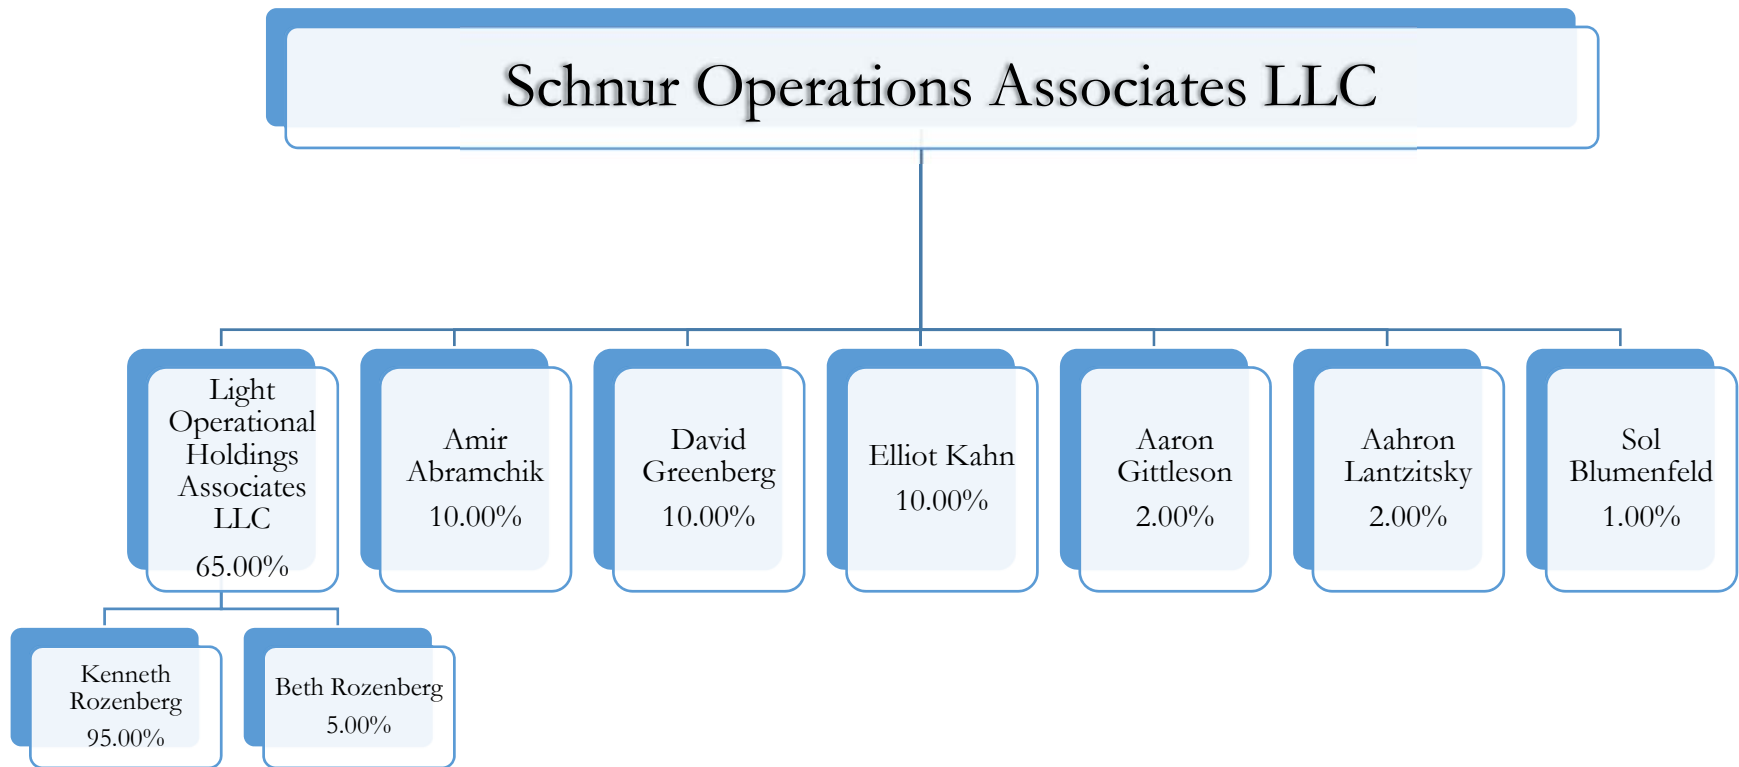 Schnur Operations Associates LLC
Light
Operational
Holdings
Associates
LLC
65.00%
Amir
Abramchik
10.00%
David
Greenberg
10.00%
Elliot Kahn
10.00%
Aaron
Gittleson
2.00%
Aahron
Lantzitsky
2.00%
Sol
Blumenfeld
1.00%
Kenneth
Rozenberg
95.00%
Beth Rozenberg
5.00%